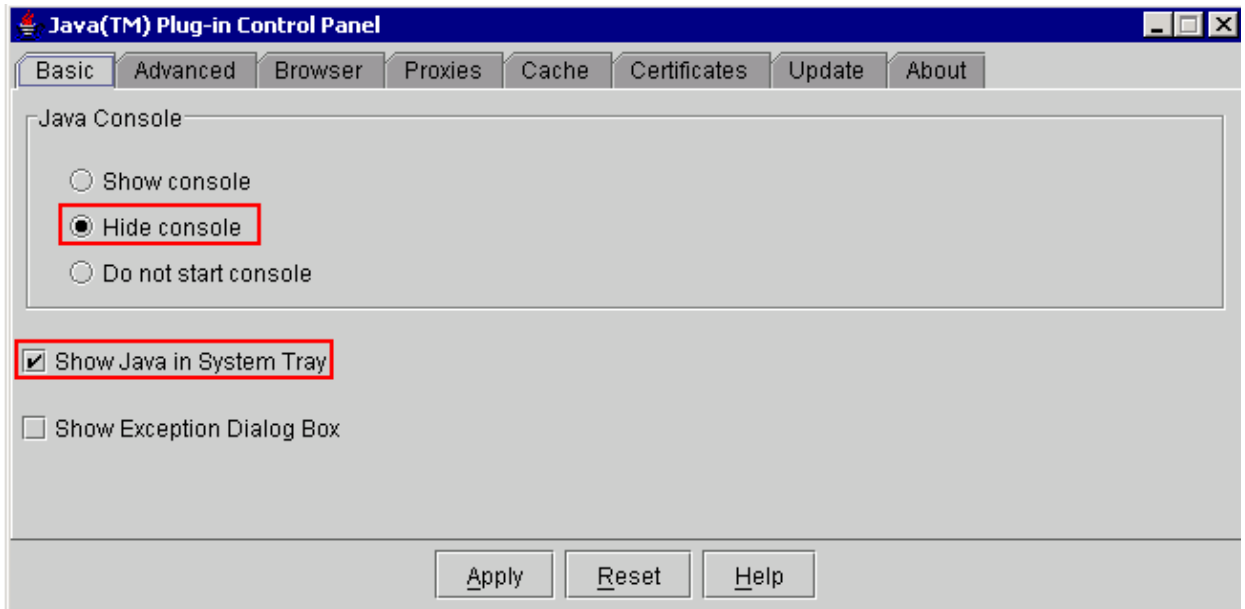 Java(TM) Plug-in Control Panel
Basic Advanced Browser Proxies Cache Certificates Update About
Java Console
Show console
Hide console
Do not start console
Show Java in System Tray
Show Exception Dialog Box
Apply Reset Help